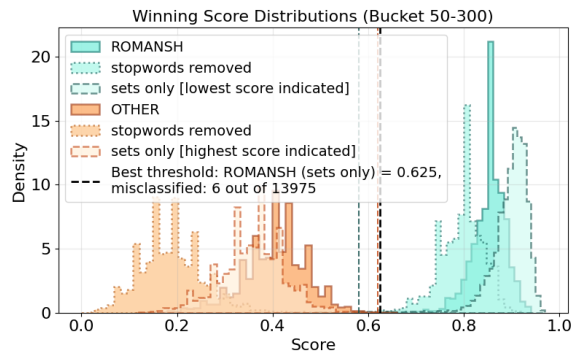 Winning Score Distributions (Bucket 50-300)
ROMANSH
stopwords removed
sets only [lowest score indicated]
OTHER
stopwords removed
sets only [highest score indicated]
Best threshold: ROMANSH (sets only) = 0.625,
misclassified: 6 out of 13975
Density
20
15
10
5
0
0.0 0.2 0.4 0.6 0.8 1.0
Score